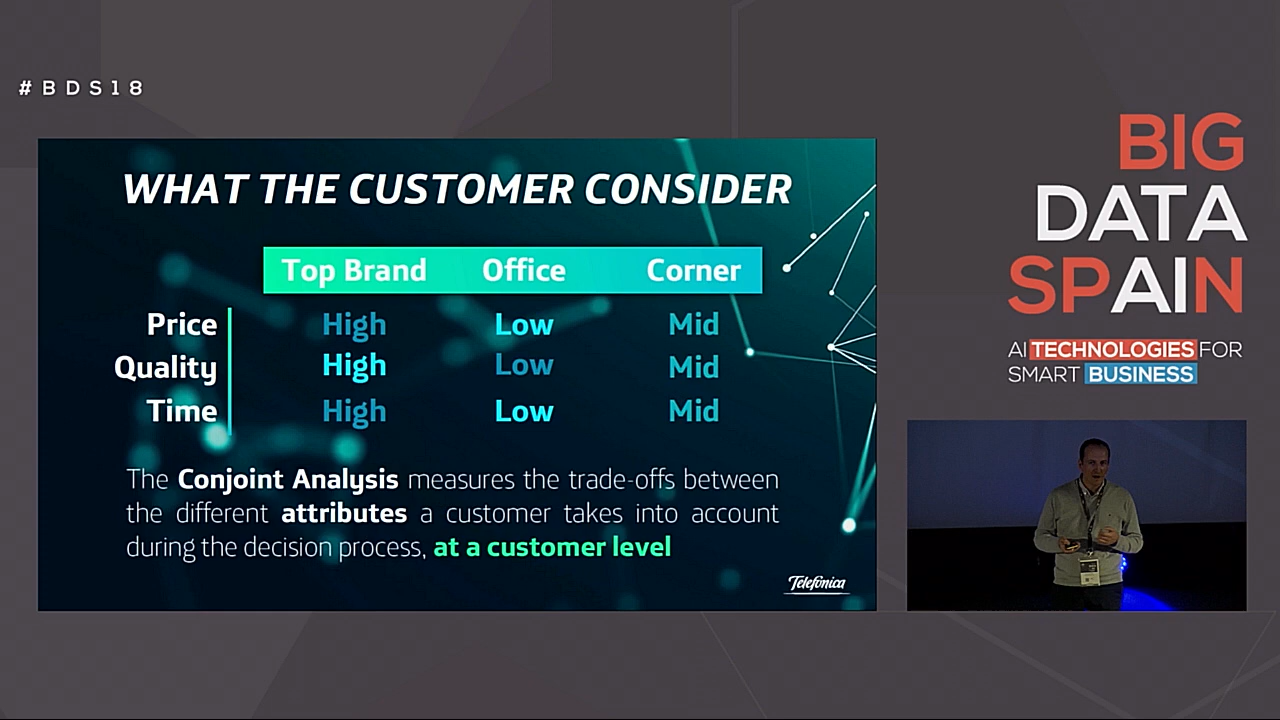 #BDS18
WHAT THE CUSTOMER CONSIDER
Top Brand Office Corner
Price High Low Mid
Quality High Low Mid
Time High Low Mid
The Conjoint Analysis measures the trade-offs between
the different attributes a customer takes into account
during the decision process, at a customer level
Telefónica
BIG
DATA
SPAIN
AI TECHNOLOGIES FOR
SMART BUSINESS